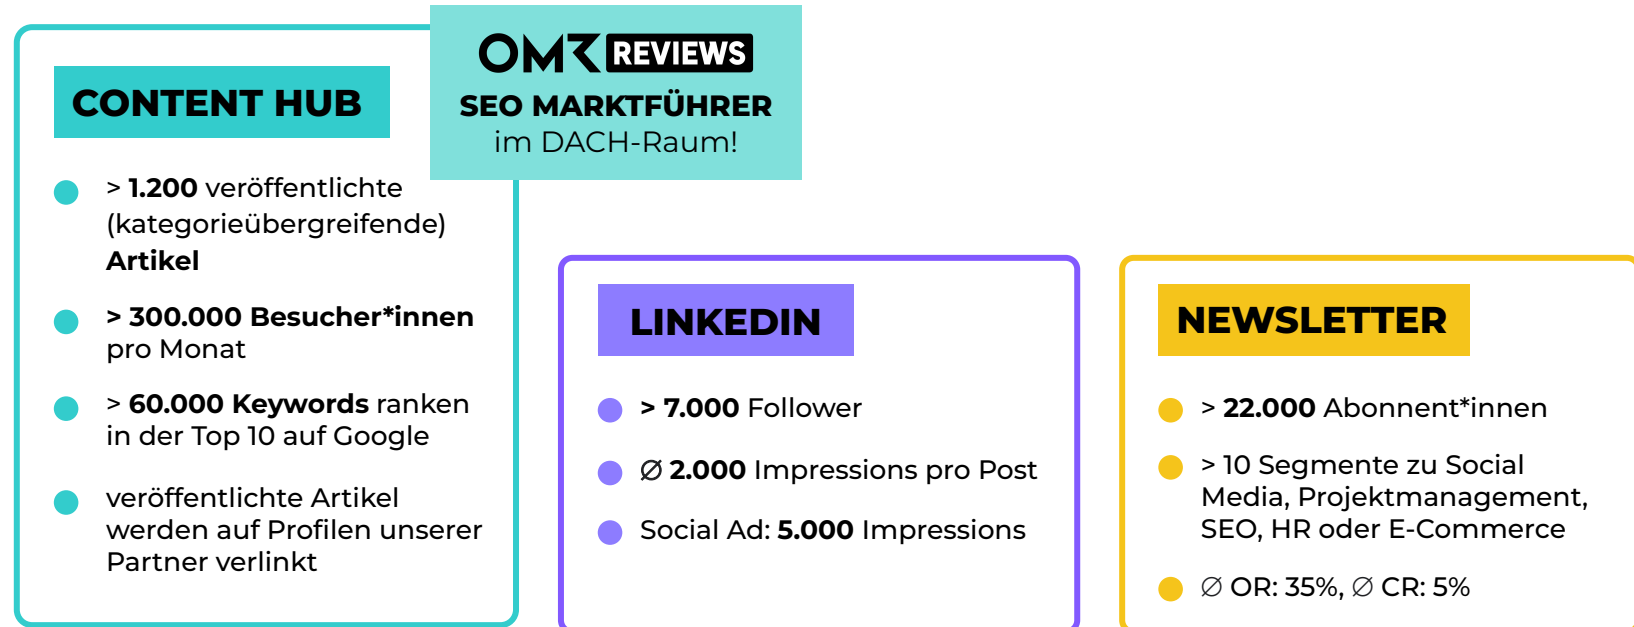 OMR REVIEWS
SEO MARKTFÜHRER
im DACH-Raum!
CONTENT HUB
> 1.200 veröffentlichte
(kategorieübergreifende)
Artikel
> 300.000 Besucher*innen
pro Monat
> 60.000 Keywords ranken
in der Top 10 auf Google
veröffentlichte Artikel
werden auf Profilen unserer
Partner verlinkt
LINKEDIN
> 7.000 Follower
∅ 2.000 Impressions pro Post
Social Ad: 5.000 Impressions
NEWSLETTER
> 22.000 Abonnent*innen
> 10 Segmente zu Social
Media, Projektmanagement,
SEO, HR oder E-Commerce
∅ OR: 35%, ∅ CR: 5%